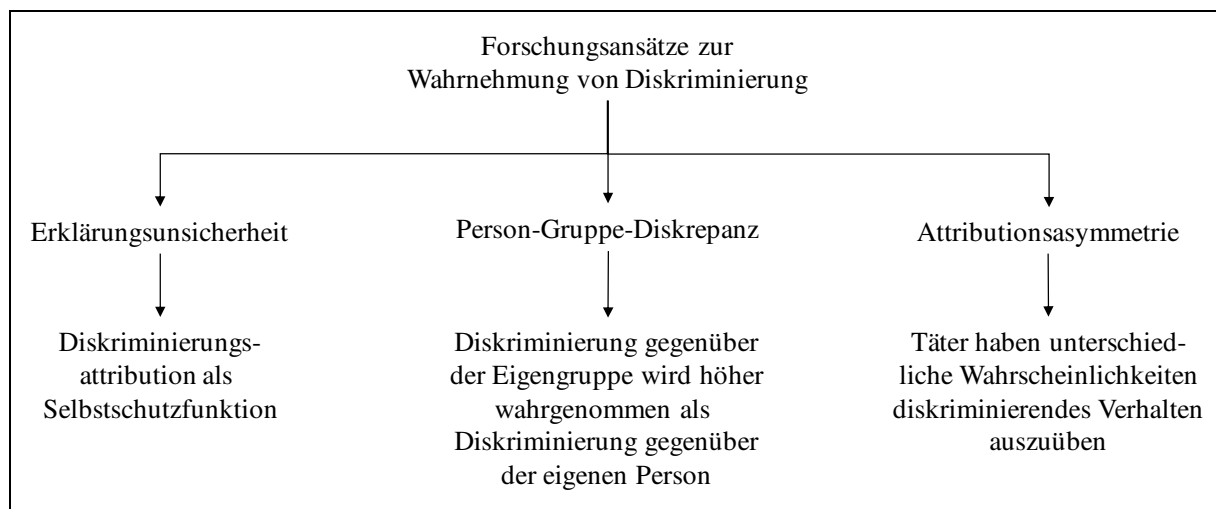 Forschungsansätze zur
Wahrnehmung von Diskriminierung
Erklärungsunsicherheit
Person-Gruppe-Diskrepanz
Attributionsasymmetrie
Diskriminierungs-
attribution als
Selbstschutzfunktion
Diskriminierung gegenüber
der Eigengruppe wird höher
wahrgenommen als
Diskriminierung gegenüber
der eigenen Person
Täter haben unterschied-
liche Wahrscheinlichkeiten
diskriminierendes Verhalten
auszuüben